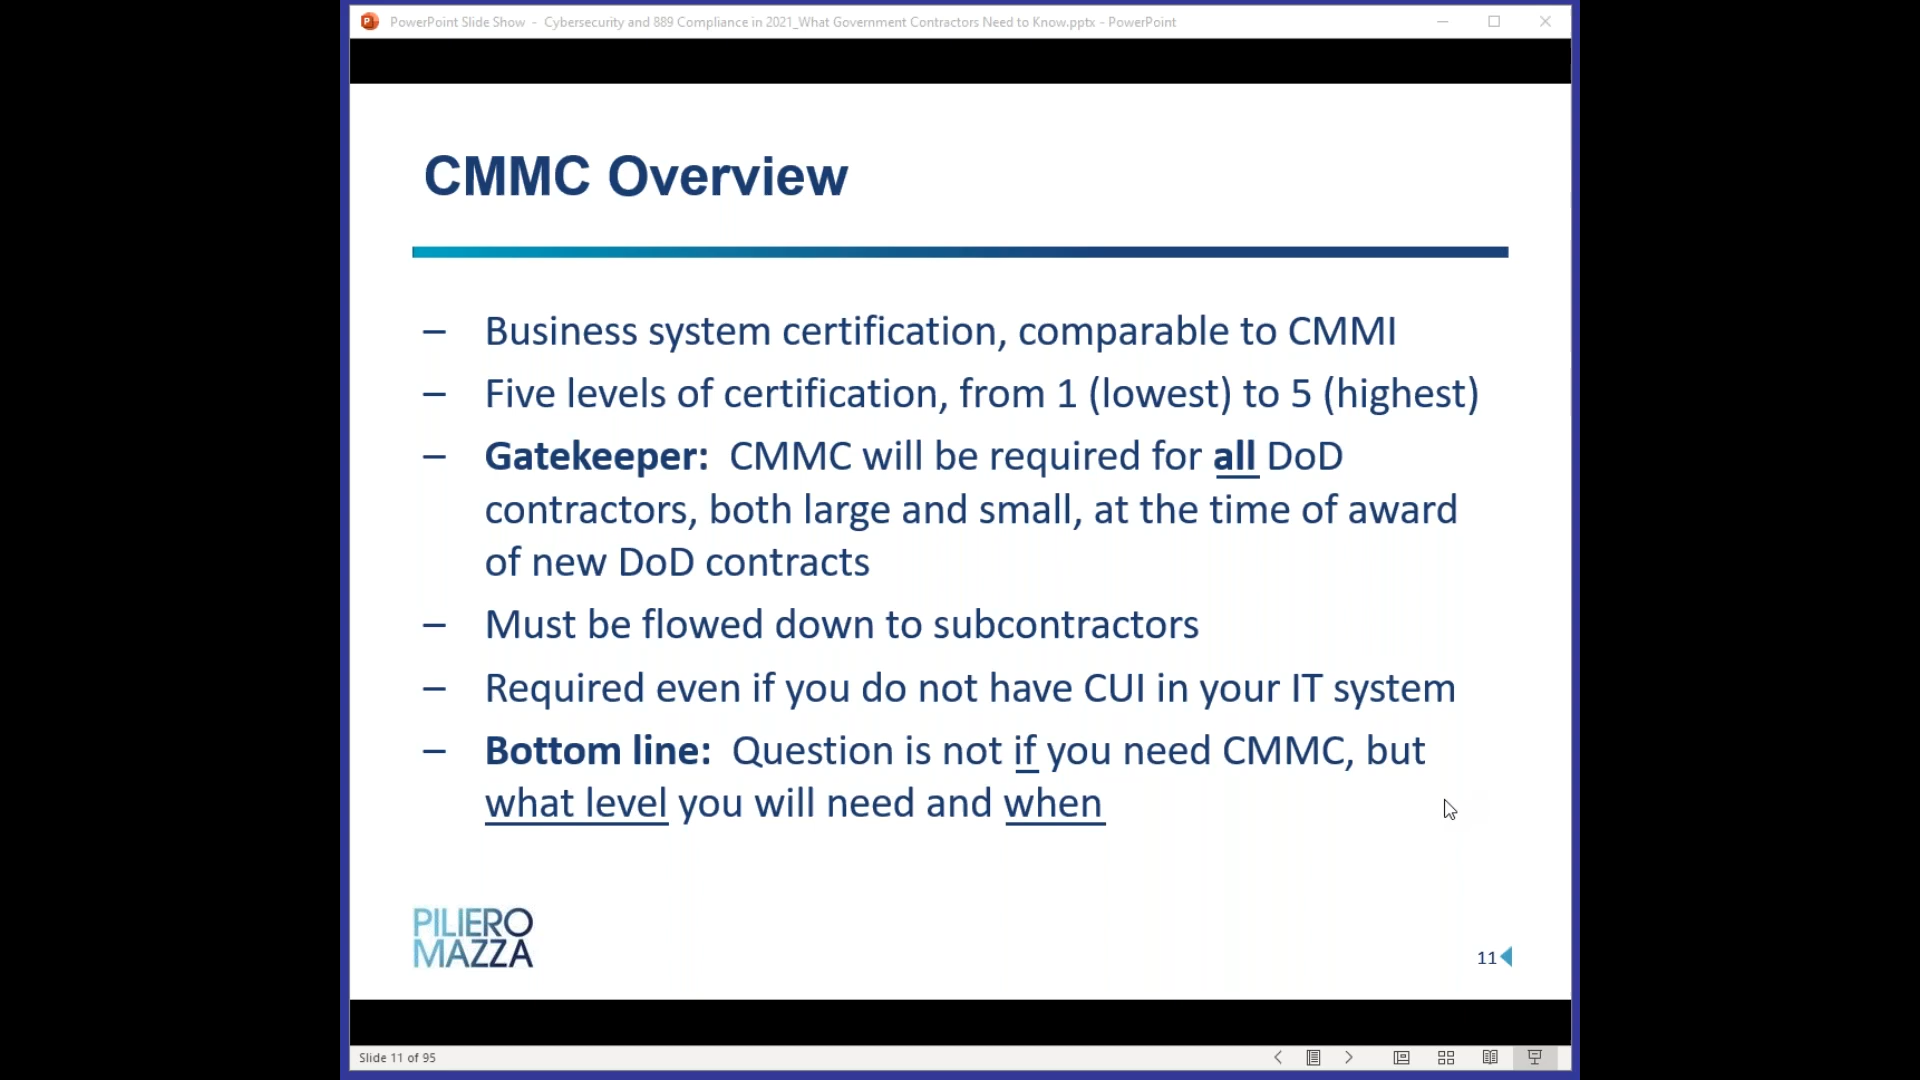 PowerPoint Slide Show - Cybersecurity and 889 Compliance in 2021_What Government Contractors Need to Know.pptx - PowerPoint
CMMC Overview
– Business system certification, comparable to CMMI
– Five levels of certification, from 1 (lowest) to 5 (highest)
– Gatekeeper: CMMC will be required for all DoD
contractors, both large and small, at the time of award
of new DoD contracts
– Must be flowed down to subcontractors
– Required even if you do not have CUI in your IT system
– Bottom line: Question is not if you need CMMC, but
what level you will need and when
PILIERO
MAZZA
11
Slide 11 of 95